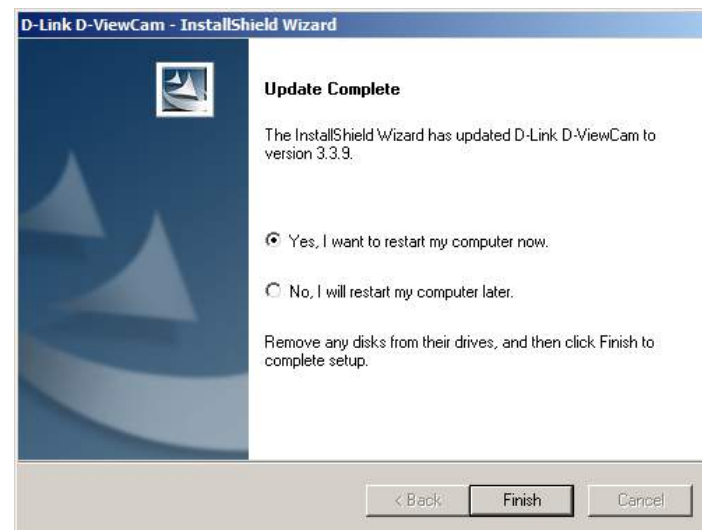 D-Link D-ViewCam - InstallShield Wizard
Update Complete
The InstallShield Wizard has updated D-Link D-ViewCam to
version 3.3.9.
Yes, I want to restart my computer now.
No, I will restart my computer later.
Remove any disks from their drives, and then click Finish to
complete setup.
< Back
Finish
Cancel